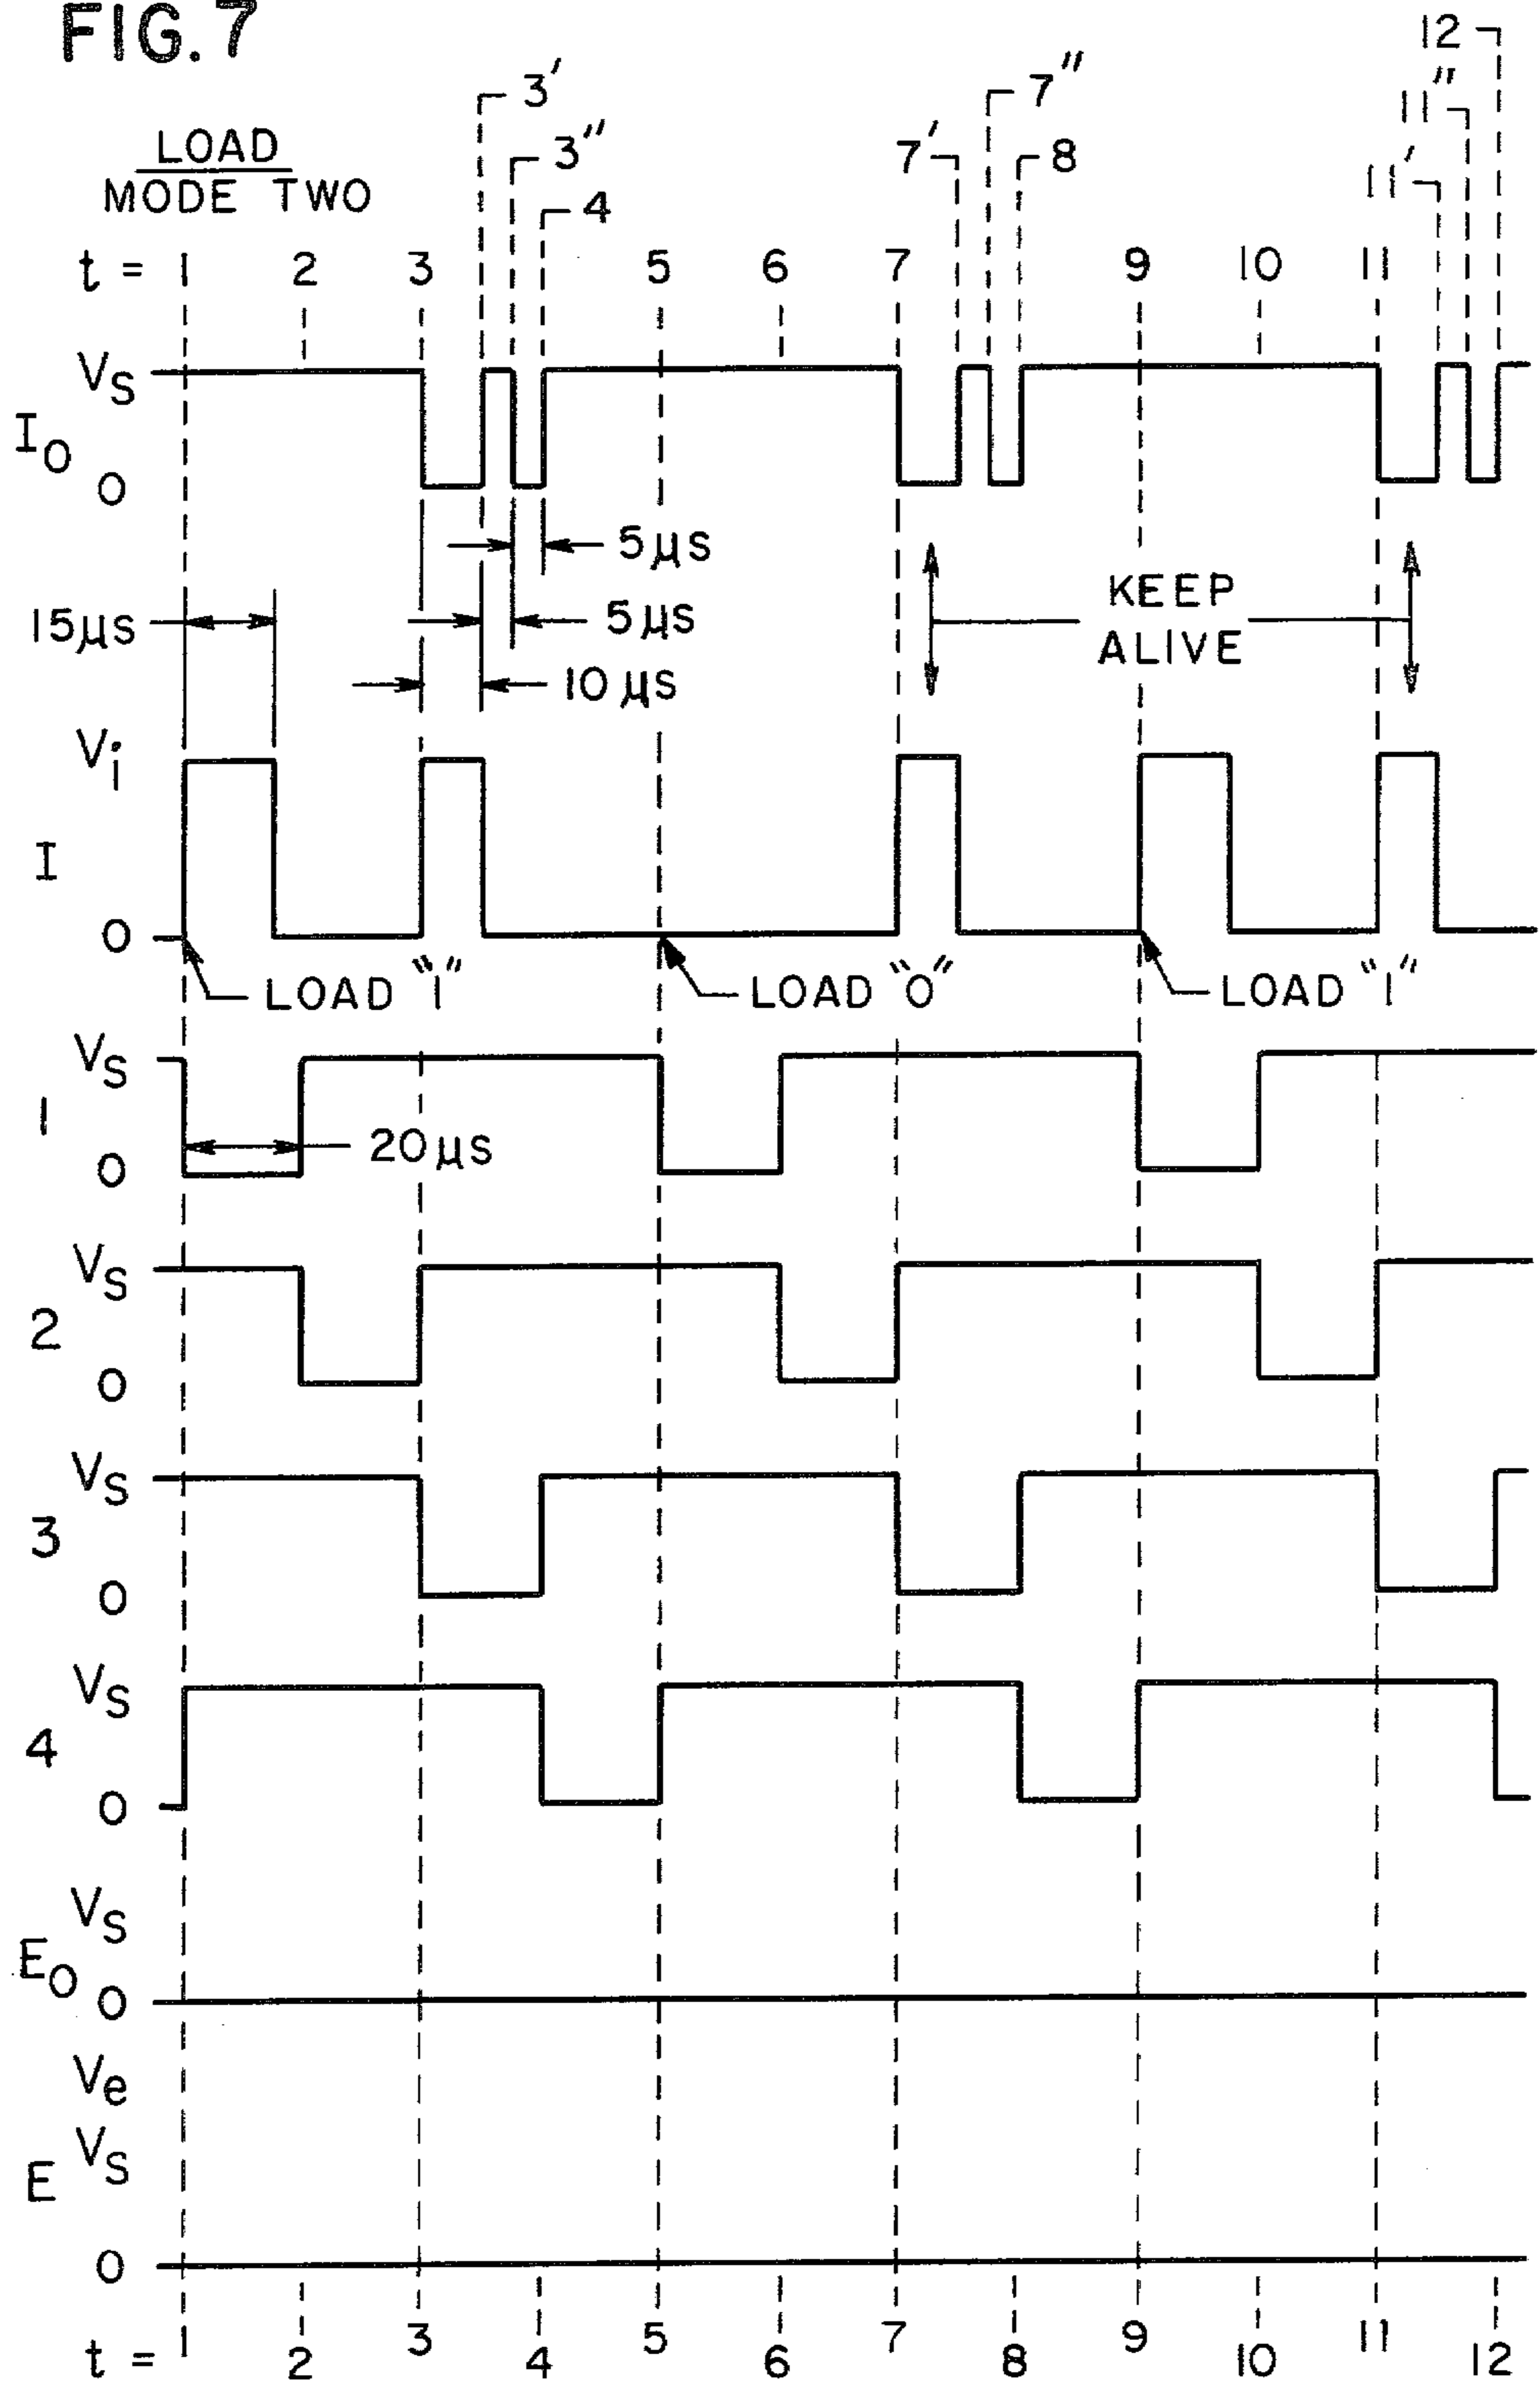 FIG. 7
12
3' 7" 11"
3" 7' 8 11'
LOAD
MODE TWO
4
t = 1 2 3 5 6 7 9 10 11
VS
IO
0
5µs
15µs 5µs KEEP
10µs ALIVE
Vi
I
0
LOAD "1" LOAD "0" LOAD "1"
VS
1
0 20µs
VS
2
0
VS
3
0
VS
4
0
VS
EO
0
Ve
VS
E
0
t = 1 2 3 4 5 6 7 8 9 10 11 12